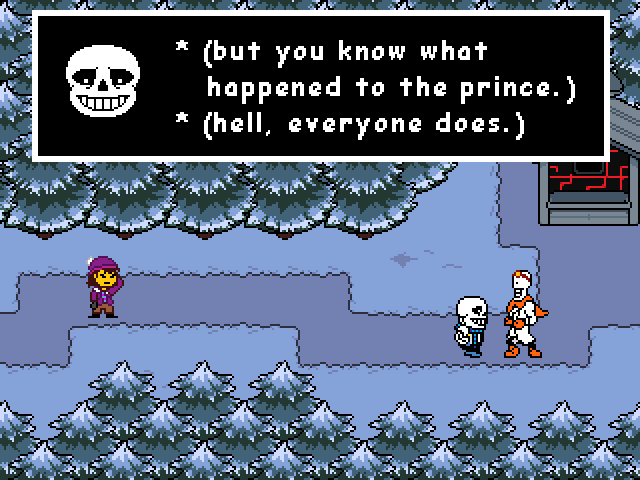 * (but you know what
happened to the prince.)
* (hell, everyone does.)